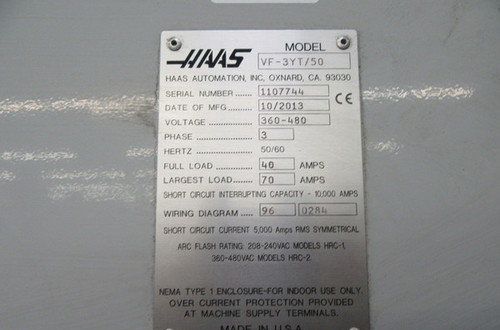 HAAS MODEL
VF-3YT/50
HAAS AUTOMATION, INC, OXNARD, CA. 93030
SERIAL NUMBER ....... 1107744
DATE OF MFG ........ 10/2013 CE
VOLTAGE .............. 360-480
PHASE .................. 3
HERTZ 50/60
FULL LOAD ............. 40 AMPS
LARGEST LOAD ....... 70 AMPS
SHORT CIRCUIT INTERRUPTING CAPACITY - 10,000 AMPS
WIRING DIAGRAM ..... 96 0284
SHORT CIRCUIT CURRENT 5,000 Amps RMS SYMMETRICAL
ARC FLASH RATING: 208-240VAC MODELS HRC-1,
360-480VAC MODELS HRC-2.
NEMA TYPE 1 ENCLOSURE-FOR INDOOR USE ONLY.
OVER CURRENT PROTECTION PROVIDED
AT MACHINE SUPPLY TERMINALS.
MADE IN U.S.A.